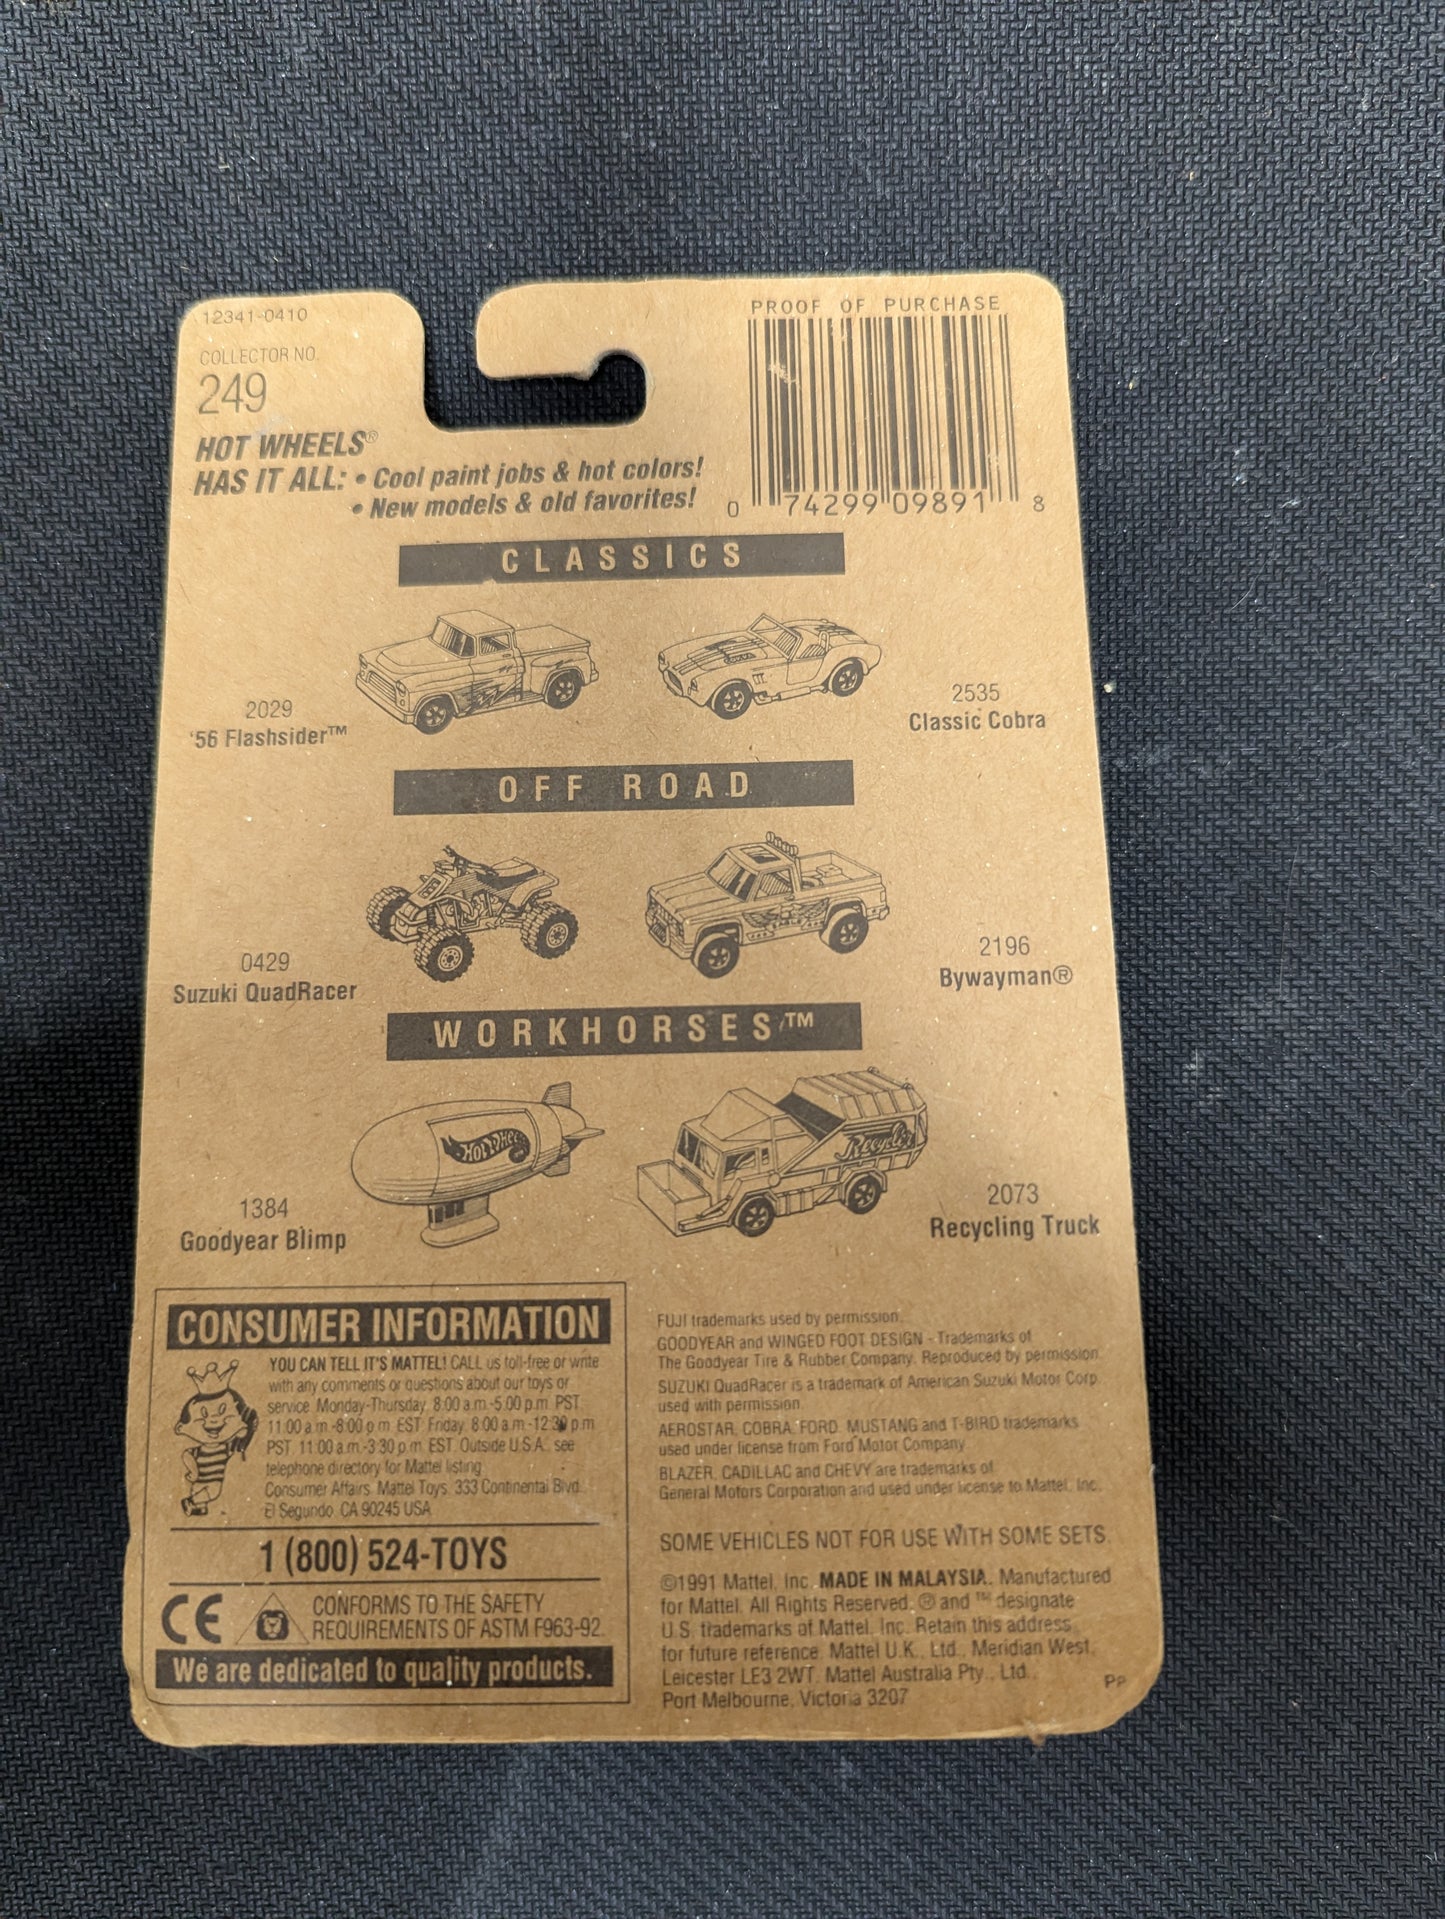 12341-0410
COLLECTOR NO.
249
HOT WHEELS®
HAS IT ALL: • Cool paint jobs & hot colors!
• New models & old favorites!
PROOF OF PURCHASE
0 74299 09891 8
CLASSICS
2029
'56 Flashsider™
2535
Classic Cobra
OFF ROAD
0429
Suzuki QuadRacer
EAGLE
2196
Bywayman®
WORKHORSES™
1384
Goodyear Blimp
Recycler
2073
Recycling Truck
CONSUMER INFORMATION
YOU CAN TELL IT'S MATTEL! CALL us toll-free or write
with any comments or questions about our toys or
service. Monday-Thursday, 8:00 a.m.-5:00 p.m. PST.
11:00 a.m.-8:00 p.m. EST. Friday, 8:00 a.m.-12:30 p.m.
PST, 11:00 a.m.-3:30 p.m. EST. Outside U.S.A., see
telephone directory for Mattel listing.
Consumer Affairs, Mattel Toys, 333 Continental Blvd.,
El Segundo, CA 90245 USA
1 (800) 524-TOYS
CE CONFORMS TO THE SAFETY
REQUIREMENTS OF ASTM F963-92.
We are dedicated to quality products.
FUJI trademarks used by permission.
GOODYEAR and WINGED FOOT DESIGN - Trademarks of
The Goodyear Tire & Rubber Company. Reproduced by permission.
SUZUKI QuadRacer is a trademark of American Suzuki Motor Corp.
used with permission.
AEROSTAR, COBRA, FORD, MUSTANG and T-BIRD trademarks
used under license from Ford Motor Company.
BLAZER, CADILLAC and CHEVY are trademarks of
General Motors Corporation and used under license to Mattel, Inc.
SOME VEHICLES NOT FOR USE WITH SOME SETS.
©1991 Mattel, Inc. MADE IN MALAYSIA. Manufactured
for Mattel. All Rights Reserved. ® and ™ designate
U.S. trademarks of Mattel, Inc. Retain this address
for future reference: Mattel U.K., Ltd., Meridian West,
Leicester LE3 2WT. Mattel Australia Pty., Ltd.,
Port Melbourne, Victoria 3207
PP